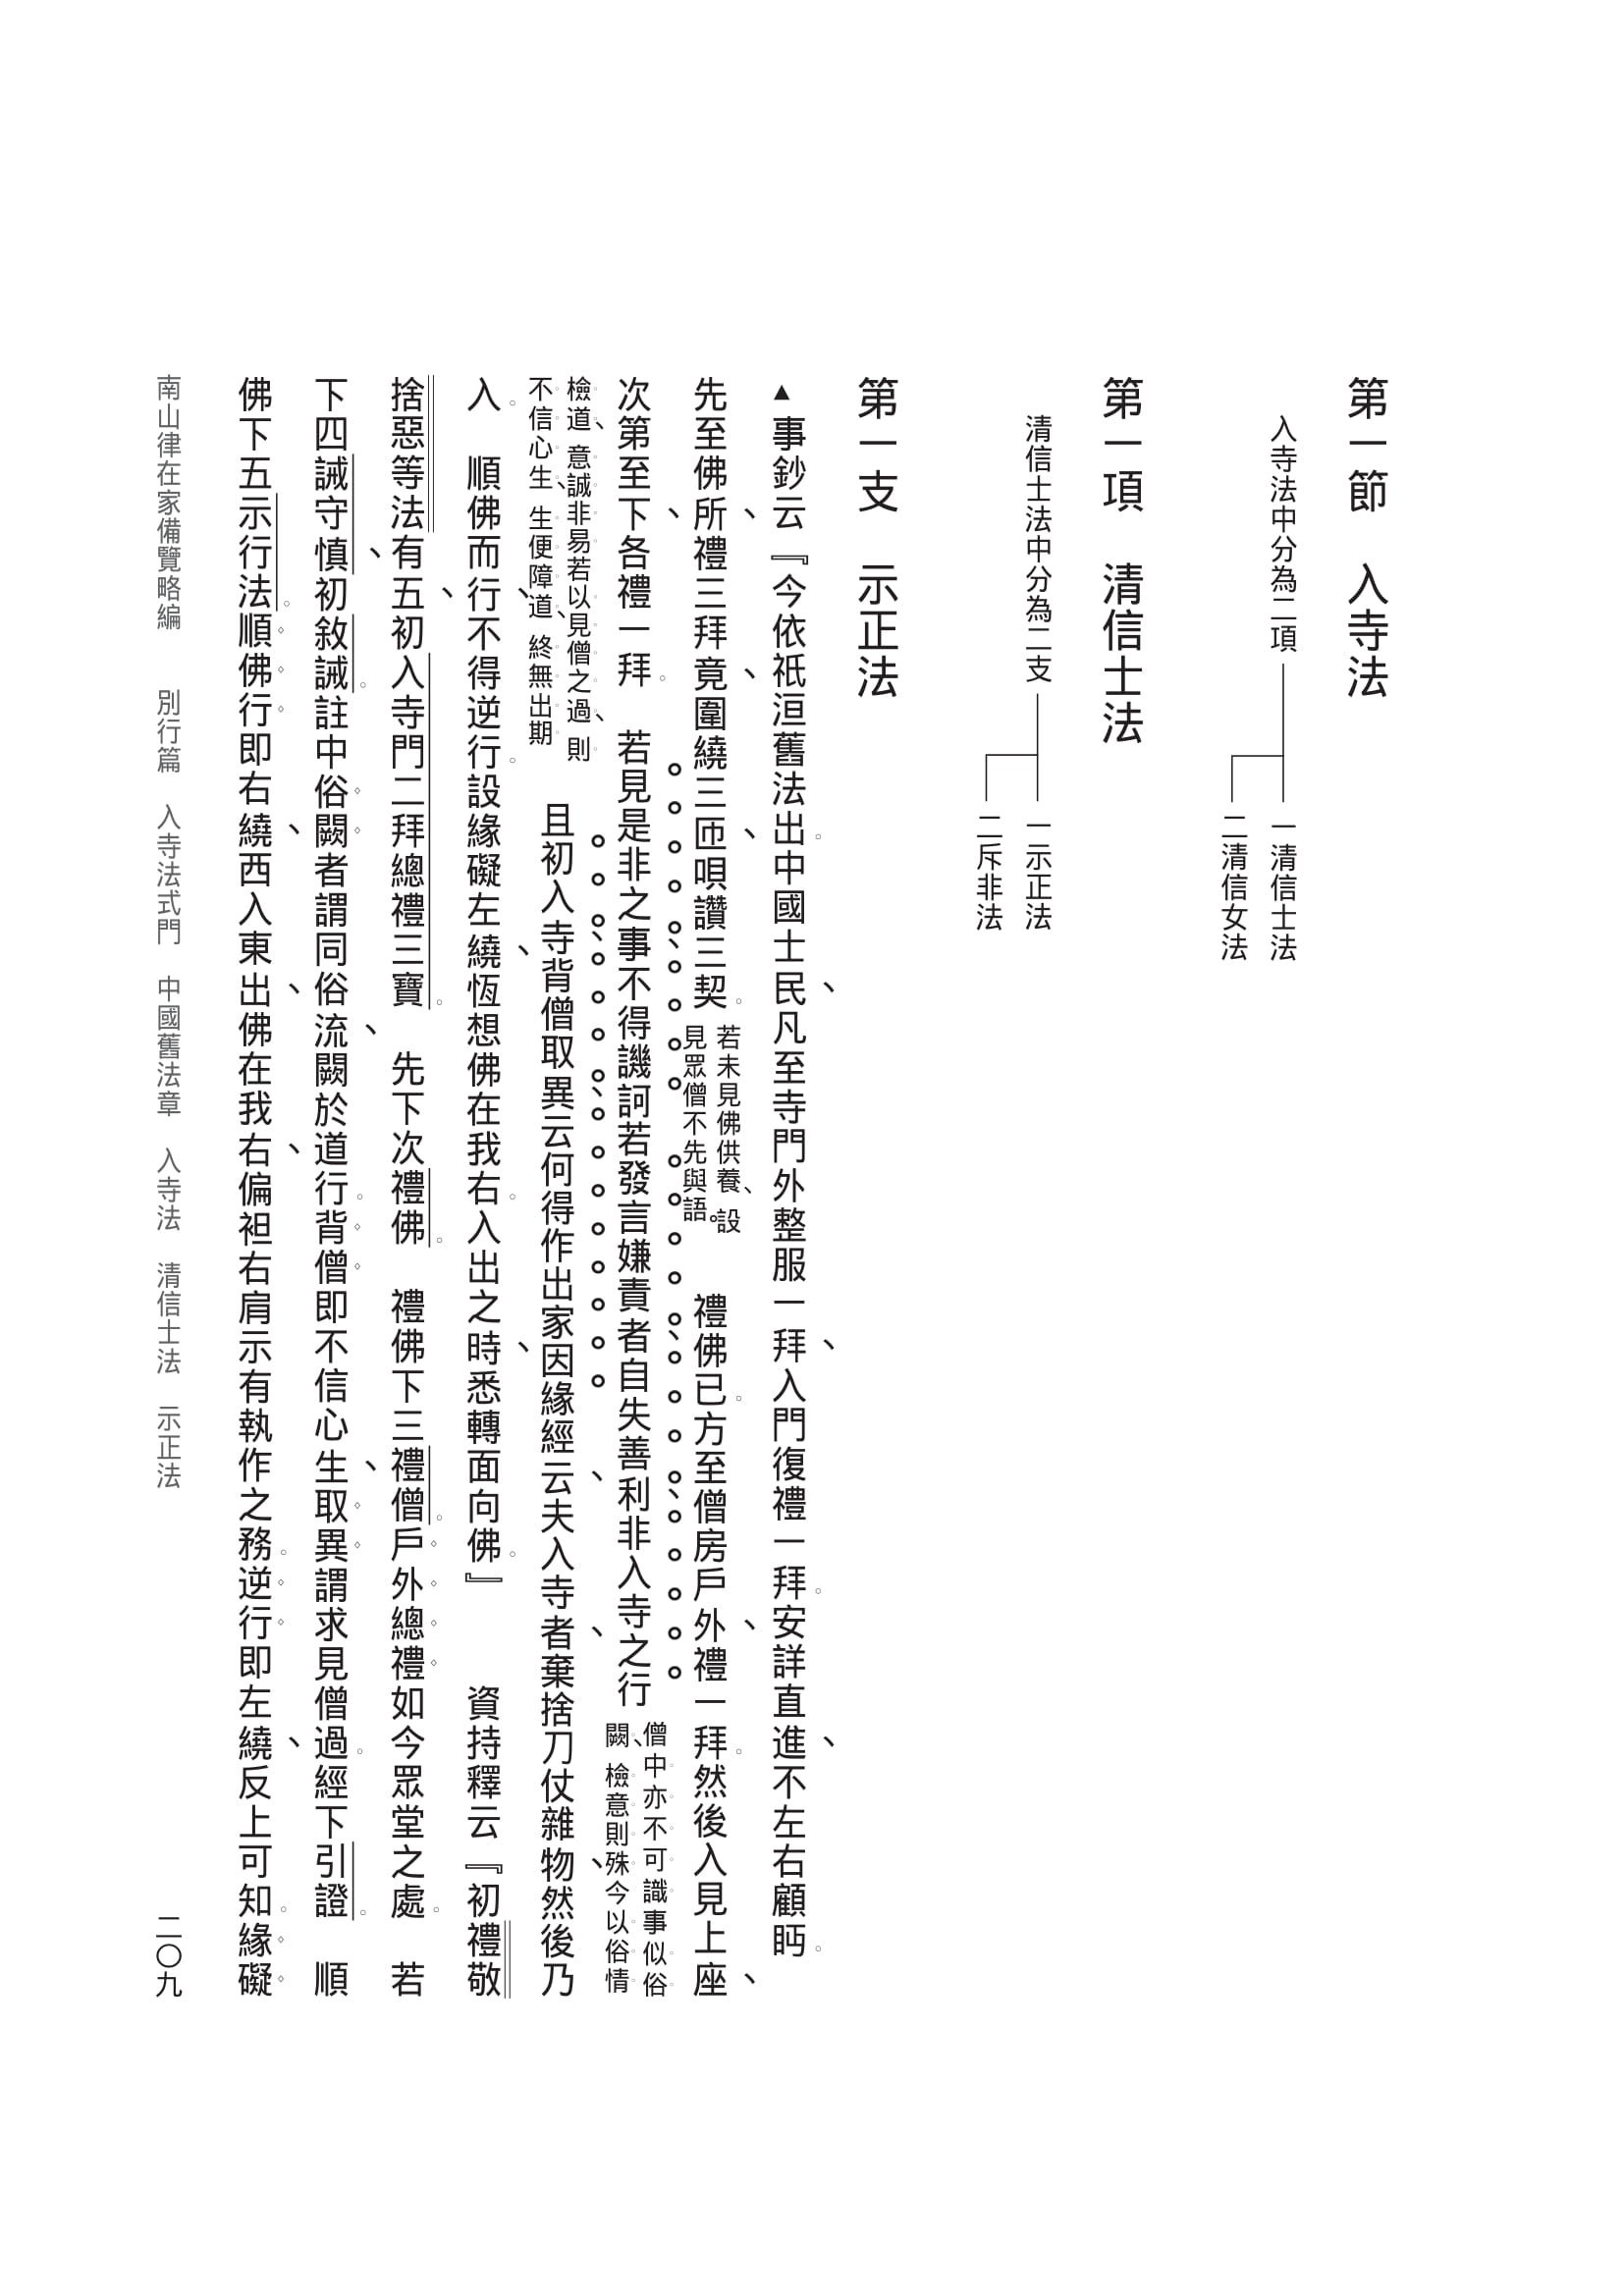 第一節　入寺法
入寺法中分為二項
一清信士法
二清信女法
第一項　清信士法
清信士法中分為二支
一示正法
二斥非法
第一支　示正法
▲事鈔云『今依祇洹舊法出。中國士民、凡至寺門外整服一拜、入門復禮一拜。安詳直進、不左右顧眄。
先至佛所、禮三拜竟、圍繞三匝、唄讚三契。若未見佛供養、設見眾僧不先與語。禮佛已。方至僧房戶外、禮一拜。然後入見上座、
次第至下、各禮一拜。若見是非之事、不得譏訶。若發言嫌責者、自失善利、非入寺之行。僧中亦不可識事似俗闕、檢意則殊今以俗情
檢道、意誠非易若以見僧之過、則不信心生、生便障道、終無出期。且初入寺、背僧取異、云何得作出家因緣。經云、夫入寺者、棄捨刀仗雜物、然後乃
入。順佛而行、不得逆行。設緣礙左繞、恆想佛在我右。入出之時、悉轉面向佛。』　資持釋云『初禮敬
捨惡等法有五、初入寺門二拜總禮三寶。先下次禮佛。禮佛下三禮僧。戶外總禮如今眾堂之處。若
下四誡守慎、初敘誡。註中俗闕者謂同俗流、闕於道行。背僧即不信心生、取異謂求見僧過。經下引證。順
佛下五示行法。順佛行即右繞、西入東出、佛在我右、偏袒右肩示有執作之務。逆行即左繞、反上可知。緣礙
南山律在家備覽略編　別行篇　入寺法式門　中國舊法章　入寺法　清信士法　示正法
二〇九